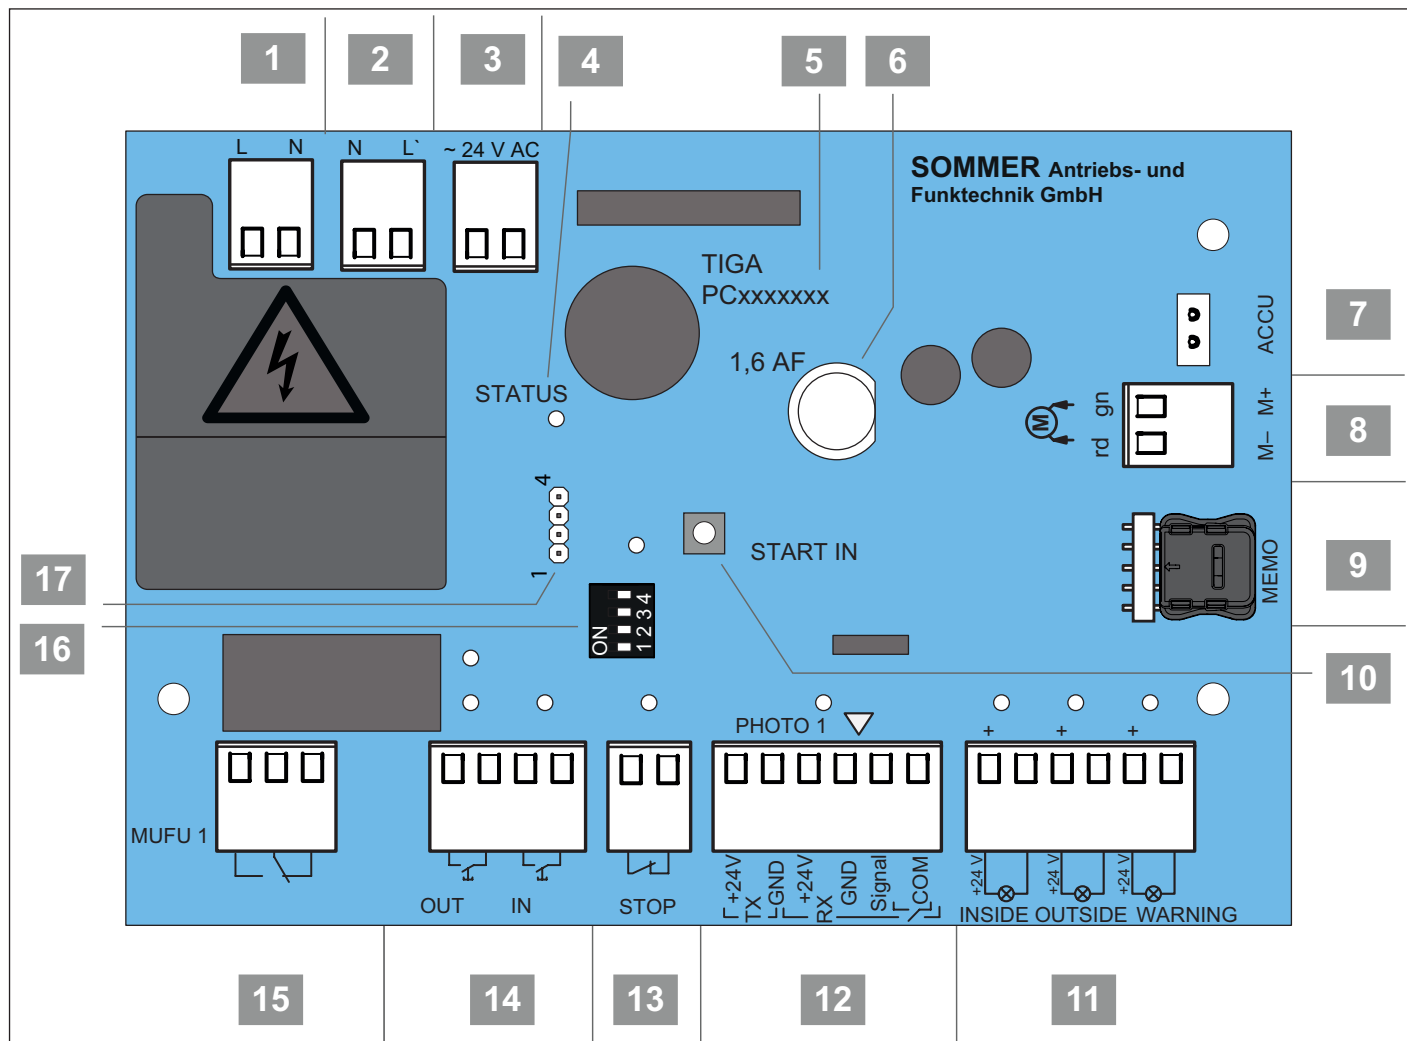 1 2 3 4 5 6
L N N L` ~ 24 V AC
SOMMER Antriebs- und
Funktechnik GmbH
TIGA
PCxxxxxxx
1,6 AF
STATUS
ACCU
7
gn M+
rd M–
M
8
4
1
START IN
MEMO
9
17
16
ON
1 2 3 4
10
PHOTO 1
+ + +
MUFU 1
OUT IN
STOP
+24V
TX
GND
+24V
RX
GND
Signal
COM
+24 V +24 V +24 V
INSIDE OUTSIDE WARNING
15 14 13 12 11